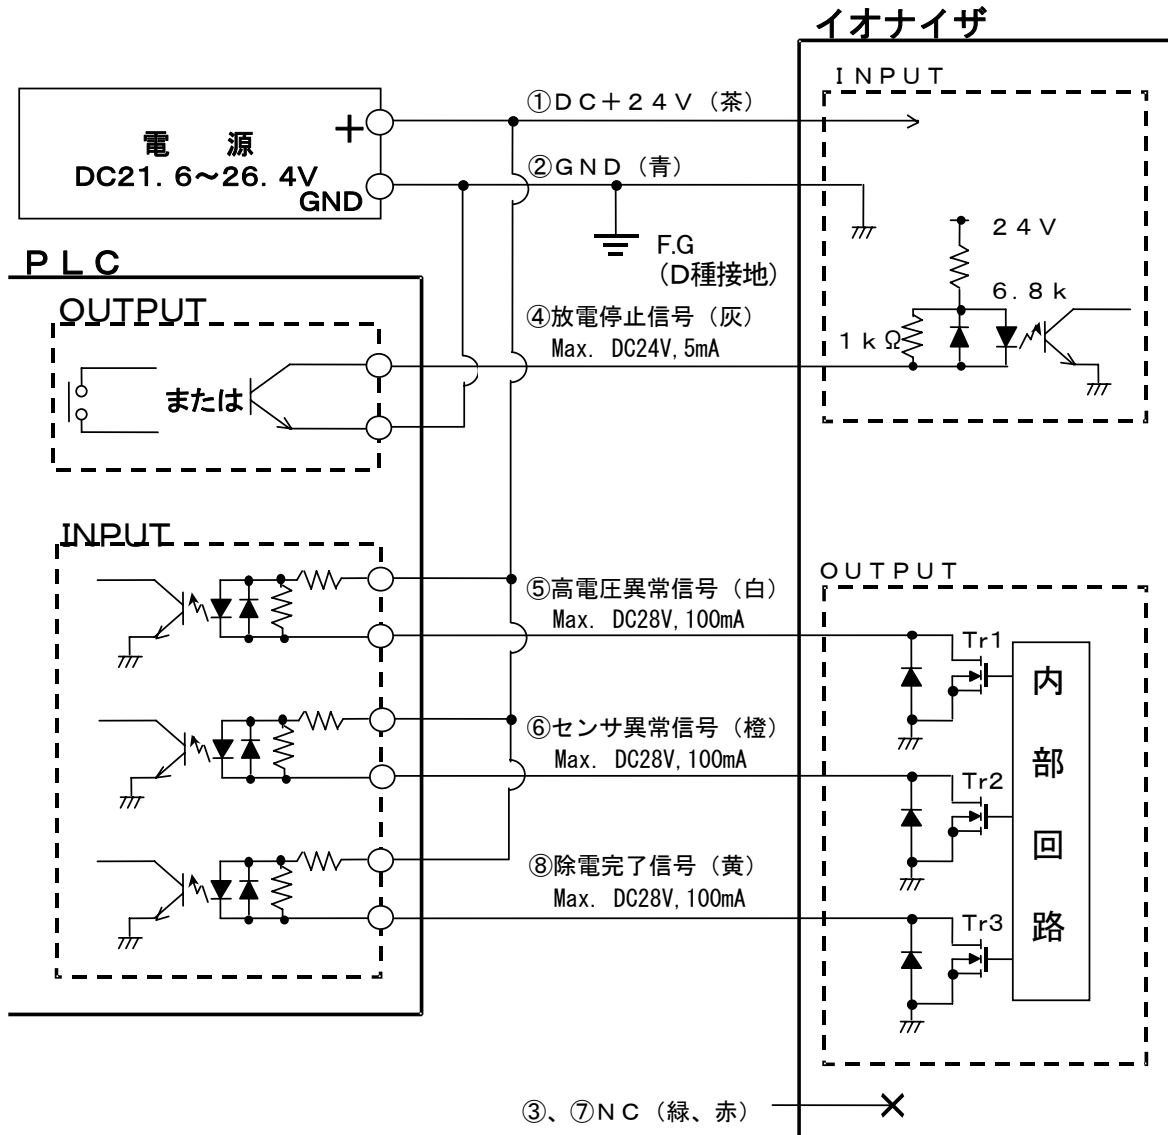 イオナイザ
ＩＮＰＵＴ
①ＤＣ＋２４Ｖ（茶）
電　源
DC21.6～26.4V
＋
GND
②ＧＮＤ（青）
F.G
（D種接地）
２４Ｖ
６.８ｋ
１ｋΩ
ＰＬＣ
OUTPUT
または
④放電停止信号（灰）
Max. DC24V,5mA
INPUT
⑤高電圧異常信号（白）
Max. DC28V,100mA
⑥センサ異常信号（橙）
Max. DC28V,100mA
⑧除電完了信号（黄）
Max. DC28V,100mA
ＯＵＴＰＵＴ
Tr1
Tr2
Tr3
内部回路
③、⑦ＮＣ（緑、赤）